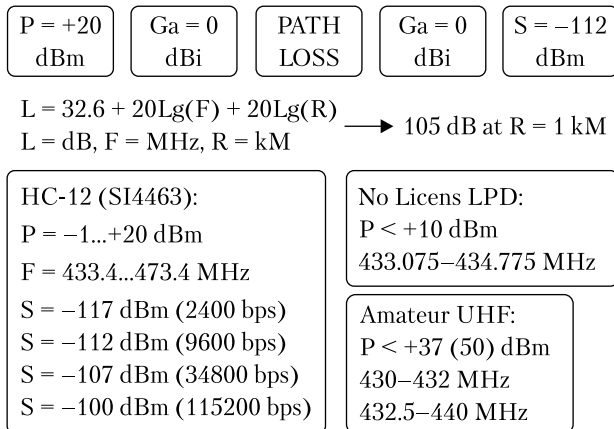 P = +20 dBm
Ga = 0 dBi
PATH LOSS
Ga = 0 dBi
S = –112 dBm
L = 32.6 + 20Lg(F) + 20Lg(R)
L = dB, F = MHz, R = kM
105 dB at R = 1 kM
HC-12 (SI4463):
P = –1...+20 dBm
F = 433.4...473.4 MHz
S = –117 dBm (2400 bps)
S = –112 dBm (9600 bps)
S = –107 dBm (34800 bps)
S = –100 dBm (115200 bps)
No Licens LPD:
P < +10 dBm
433.075–434.775 MHz
Amateur UHF:
P < +37 (50) dBm
430–432 MHz
432.5–440 MHz